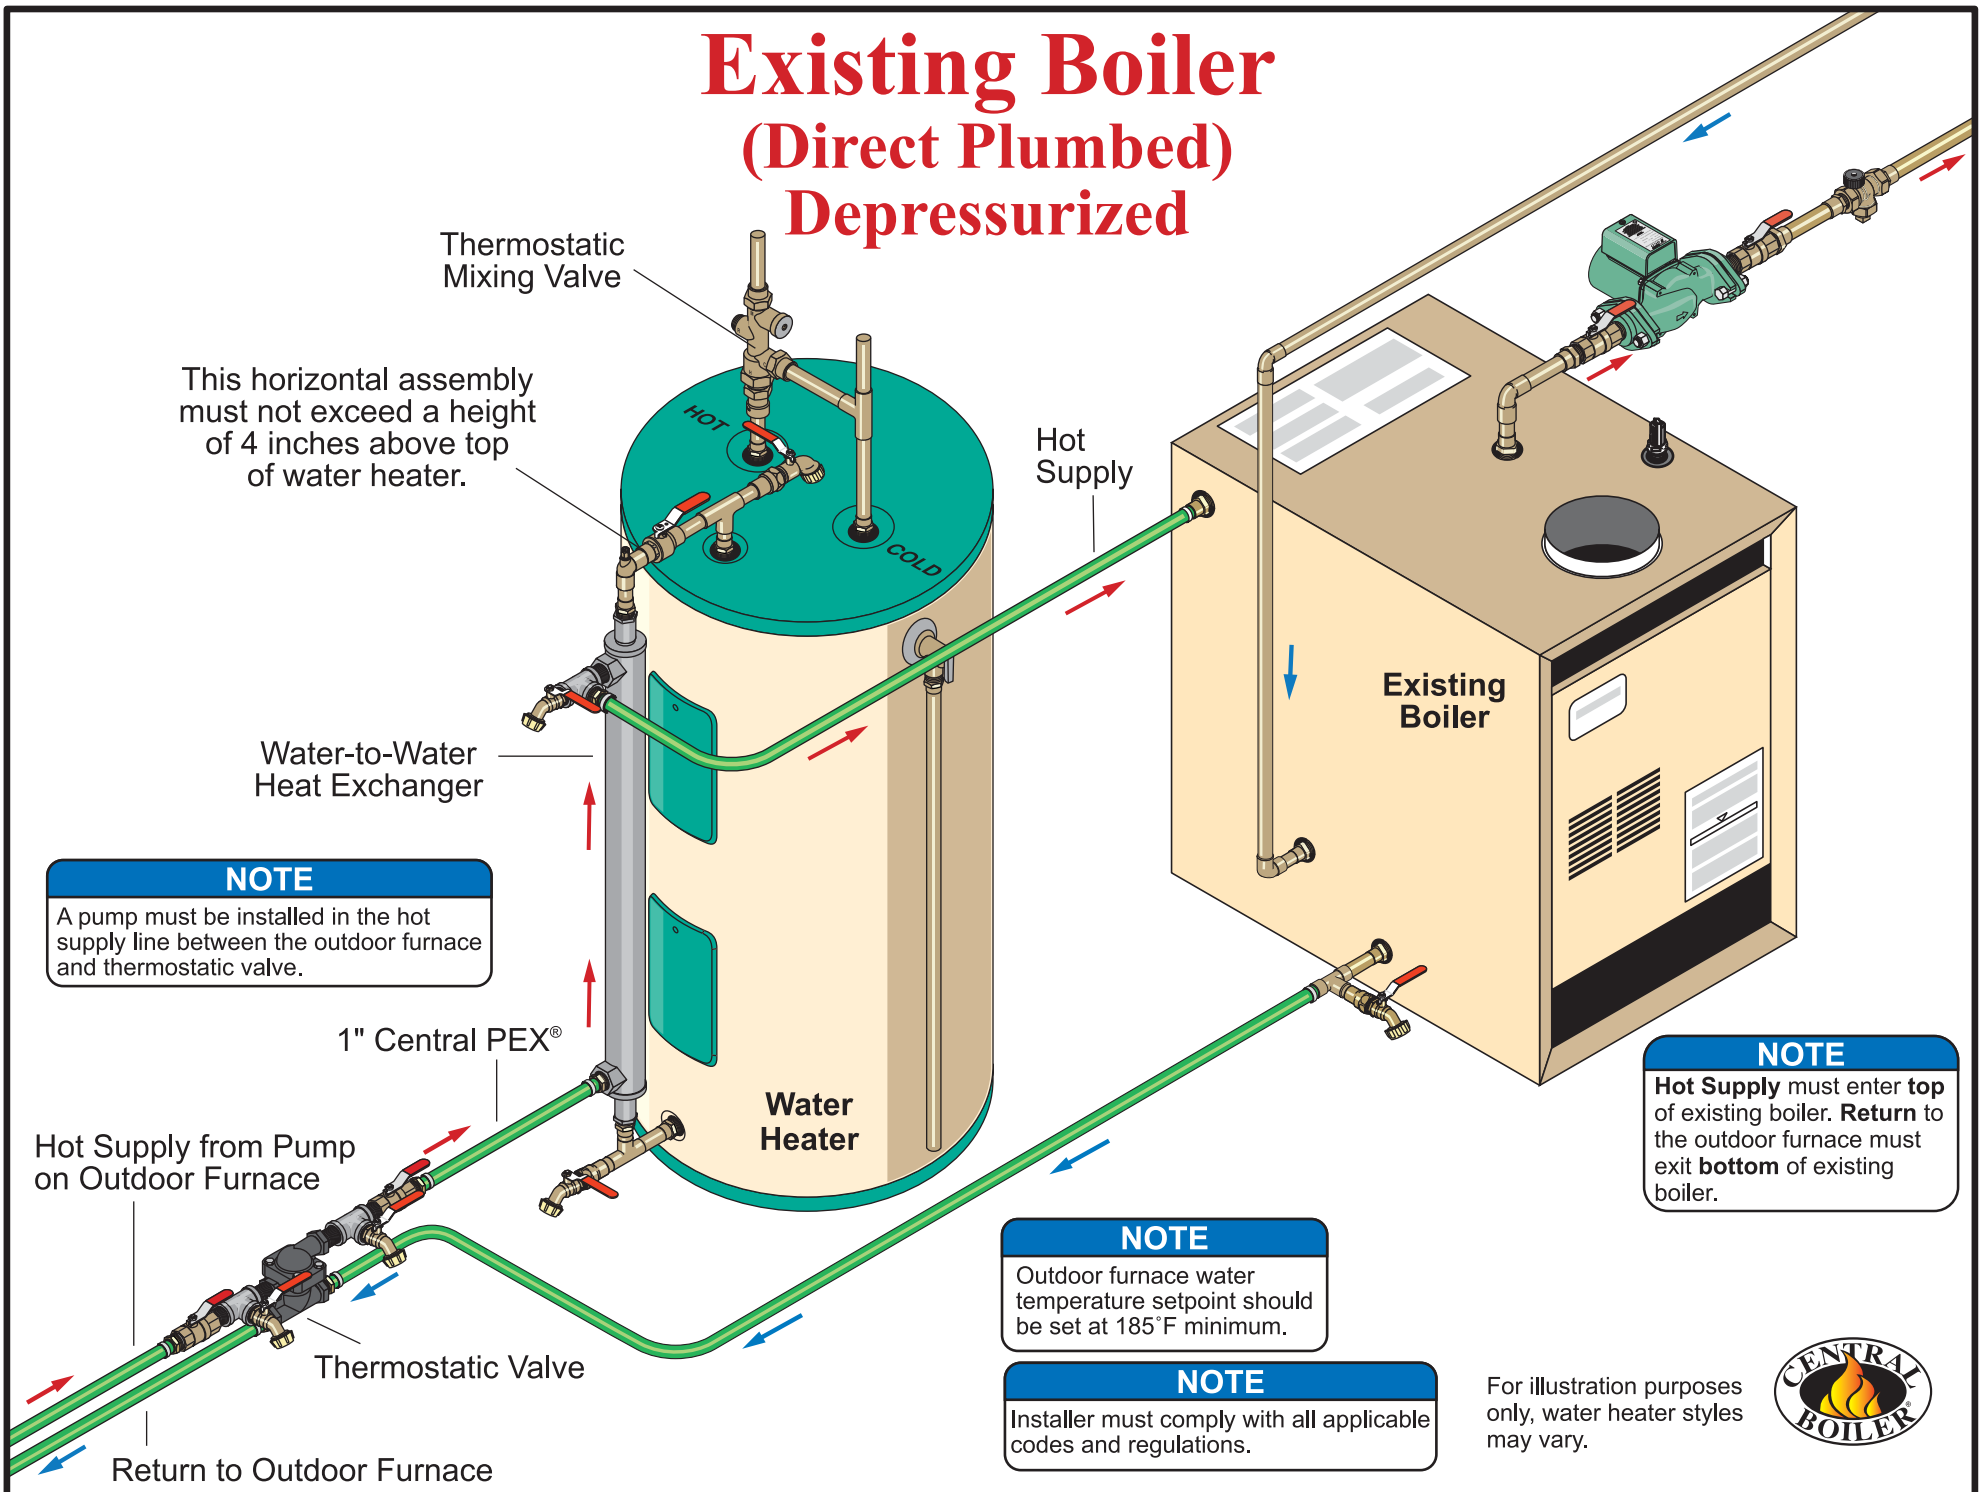 Existing Boiler
(Direct Plumbed)
Depressurized
Thermostatic
Mixing Valve
This horizontal assembly
must not exceed a height
of 4 inches above top
of water heater.
HOT
COLD
Hot
Supply
Existing
Boiler
Water-to-Water
Heat Exchanger
NOTE
A pump must be installed in the hot
supply line between the outdoor furnace
and thermostatic valve.
1" Central PEX®
Water
Heater
Hot Supply from Pump
on Outdoor Furnace
NOTE
Hot Supply must enter top
of existing boiler. Return to
the outdoor furnace must
exit bottom of existing
boiler.
NOTE
Outdoor furnace water
temperature setpoint should
be set at 185°F minimum.
Thermostatic Valve
NOTE
Installer must comply with all applicable
codes and regulations.
For illustration purposes
only, water heater styles
may vary.
CENTRAL
BOILER®
Return to Outdoor Furnace